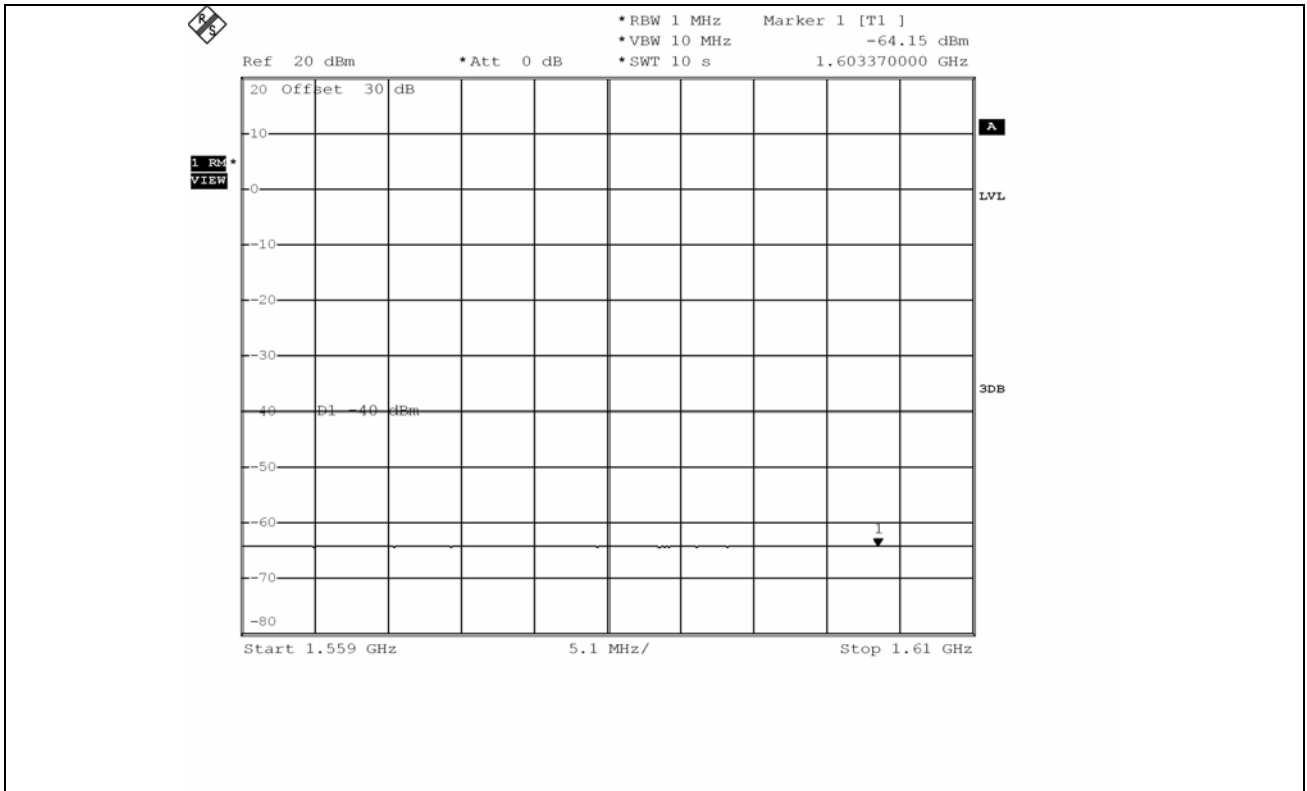 R S
*RBW 1 MHz Marker 1 [T1 ]
*VBW 10 MHz -64.15 dBm
Ref 20 dBm *Att 0 dB *SWT 10 s 1.603370000 GHz
20 Offset 30 dB
A
10
1 RM *
VIEW
0
LVL
-10
-20
-30
3DB
-40 D1 -40 dBm
-50
-60
1
-70
-80
Start 1.559 GHz 5.1 MHz/ Stop 1.61 GHz